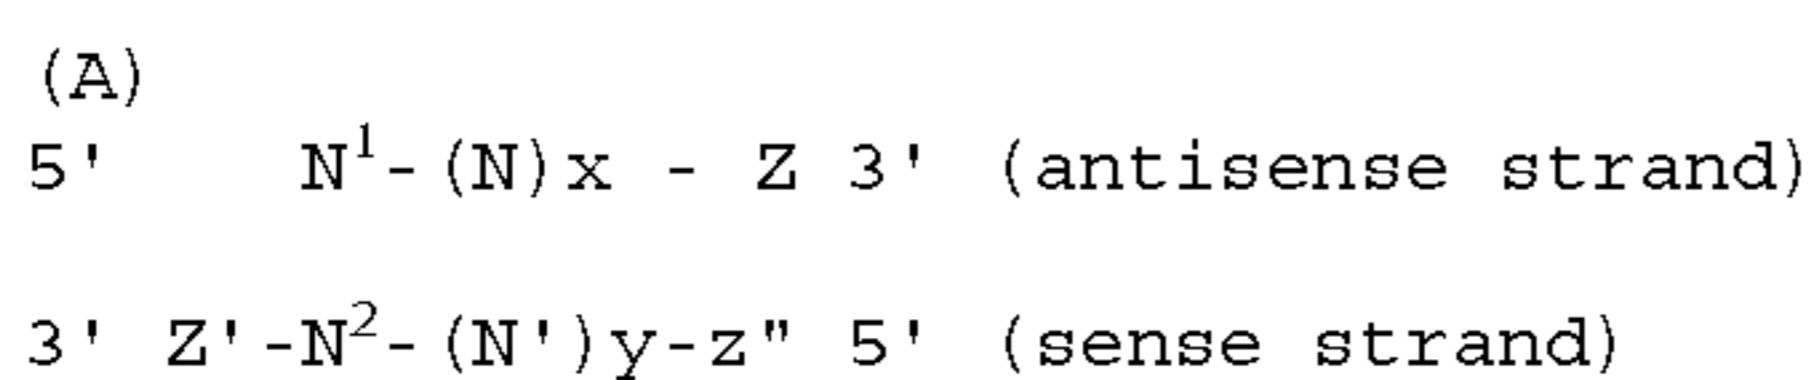 (A)
5' N¹-(N)x - Z 3' (antisense strand)
3' Z'-N²-(N')y-z" 5' (sense strand)